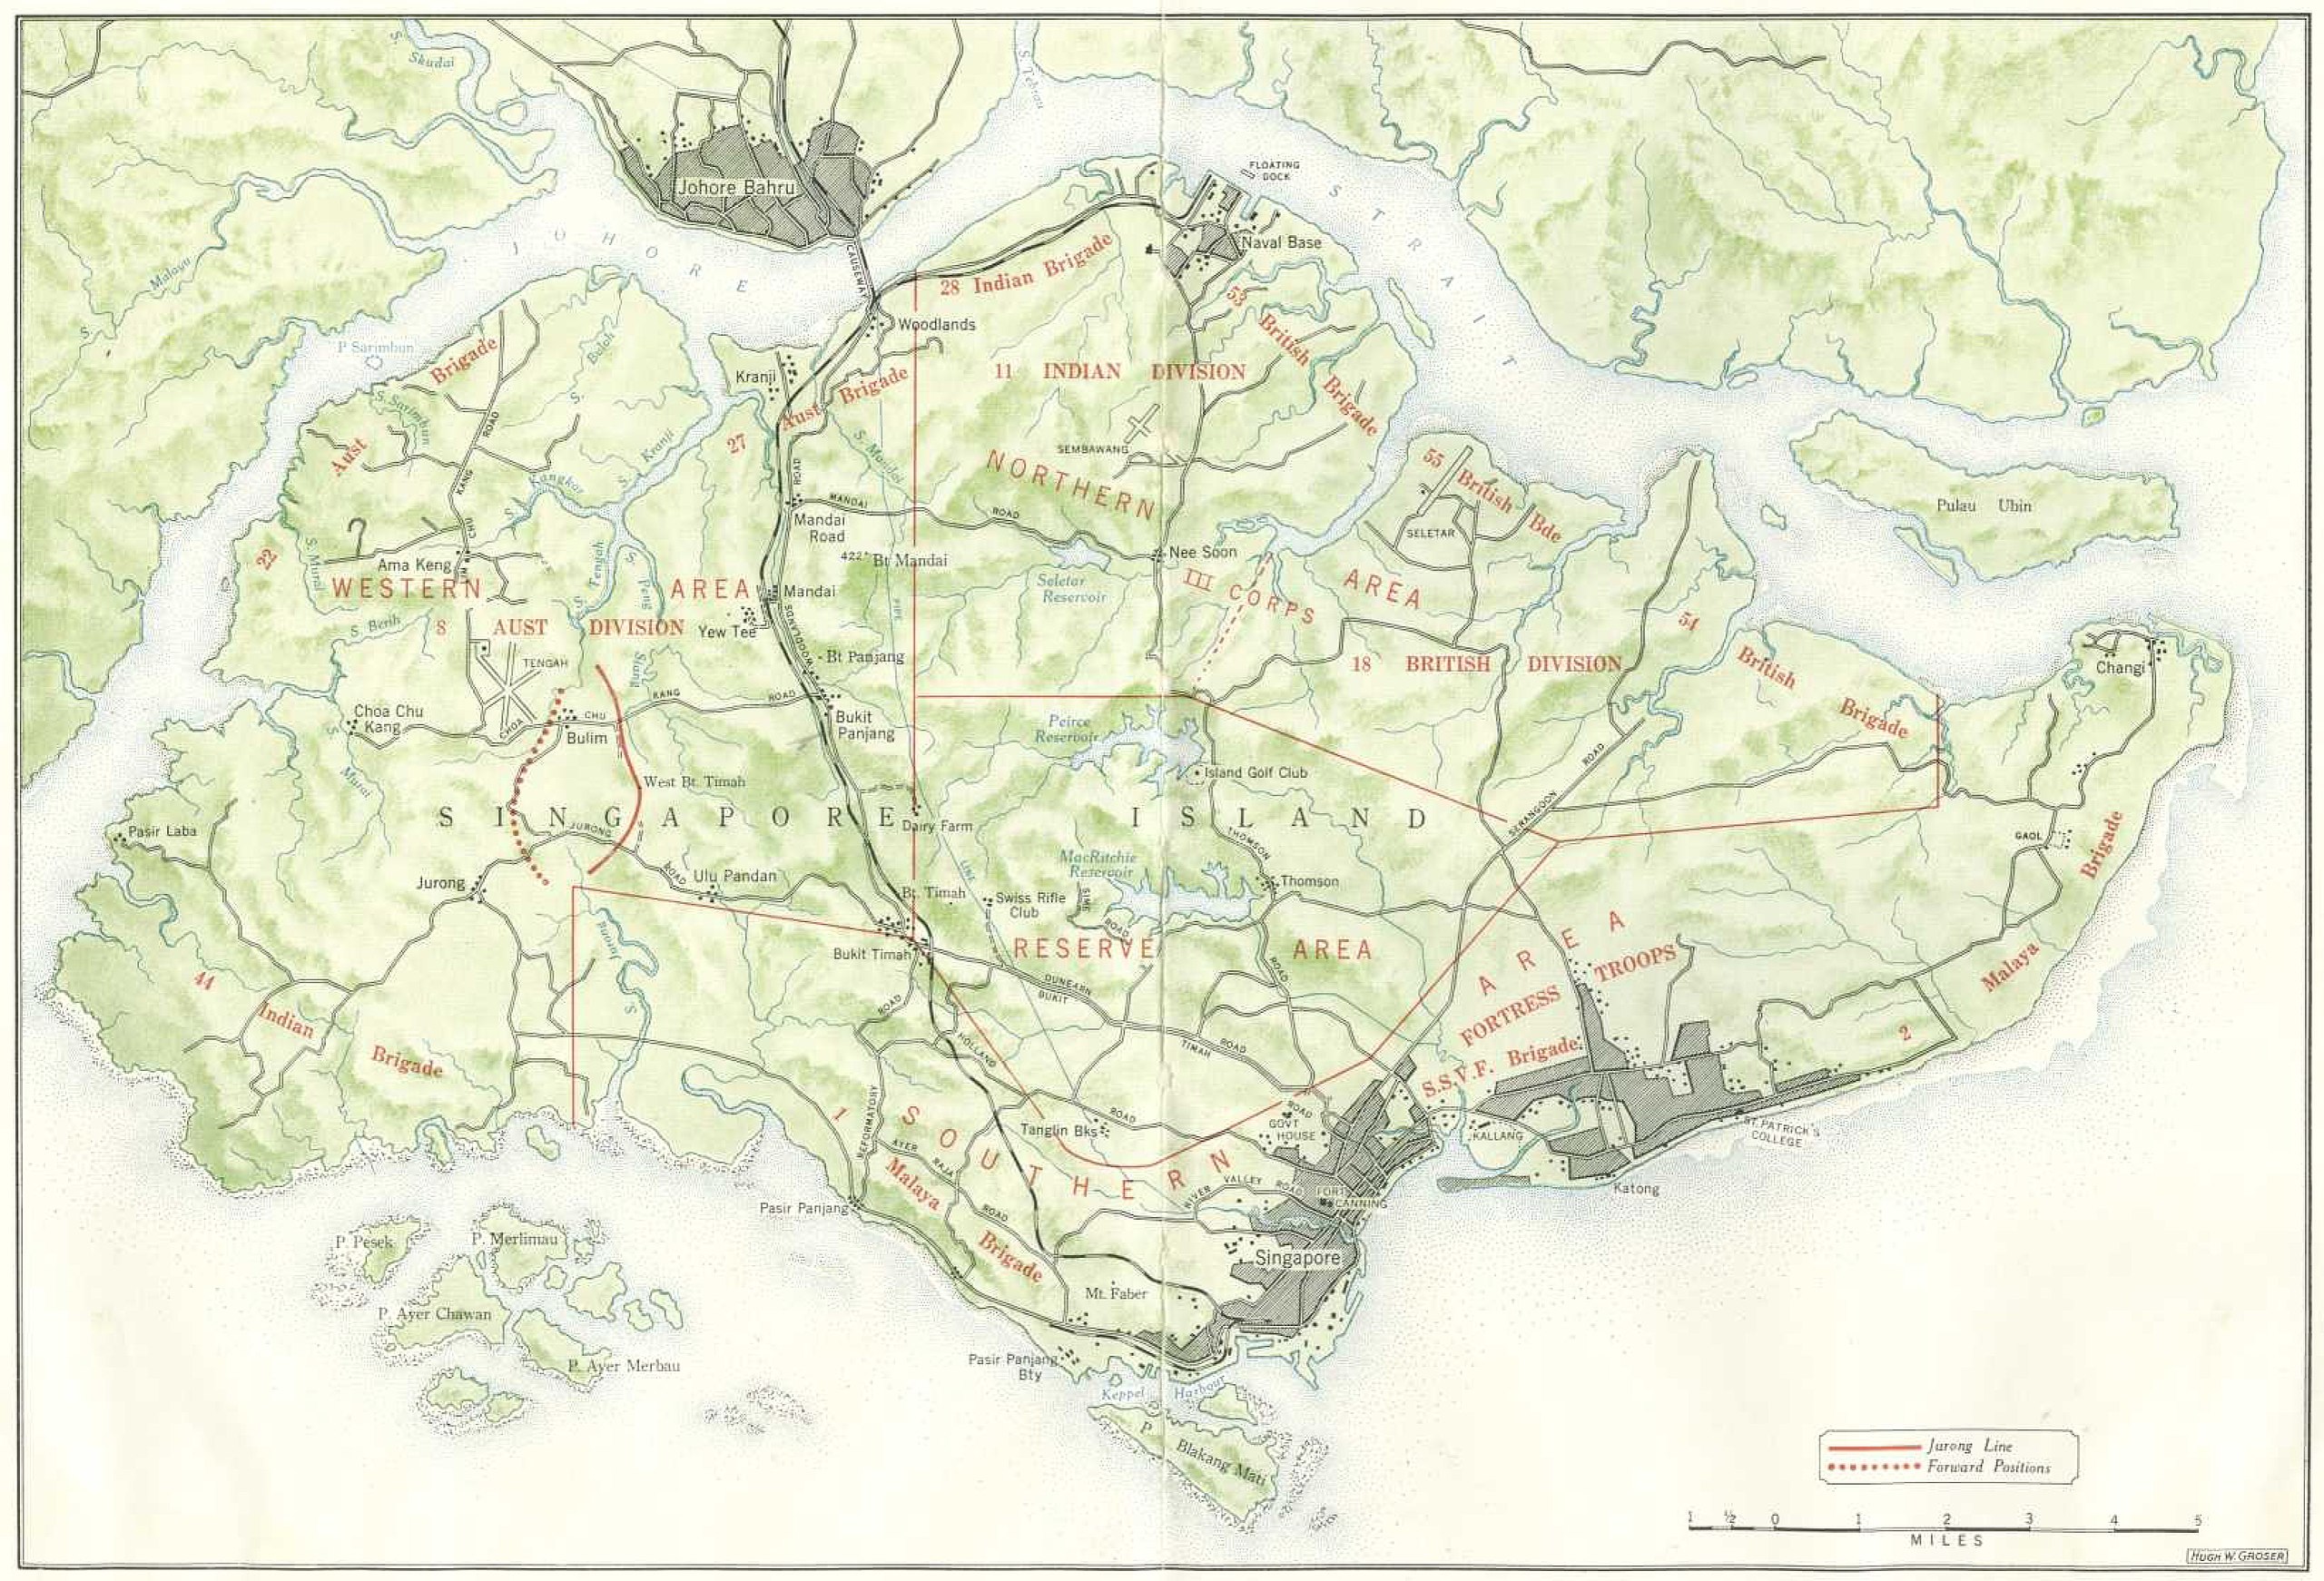 S. Skudai
S. Tebrau
Johore Bahru
FLOATING
DOCK
JOHORE STRAIT
Naval Base
CAUSEWAY
S. Malayu
28 Indian Brigade
53 British Brigade
P Sarimbun
Woodlands
22 Aust Brigade
S. Buloh
Kranji
27 Aust Brigade
11 INDIAN DIVISION
S. Sarimbun
S. Kranji
S. Mandai
SEMBAWANG
NORTHERN AREA
55 British Bde
SELETAR
Pulau Ubin
LIM CHU KANG ROAD
S. Kangkar
ROAD
MANDAI ROAD
Mandai
Road
422' Bt Mandai
Nee Soon
S. Murai
Ama Keng
S. Tengah
S. Peng
Siang
WESTERN AREA
Mandai
Seletar
Reservoir
III CORPS
PIPE LINE
S. Berih
8 AUST DIVISION
Yew Tee
WOODLANDS
18 BRITISH DIVISION
54 British Brigade
Changi
TENGAH
Bt Panjang
CHOA CHU KANG ROAD
Choa Chu
Kang
Bulim
Bukit
Panjang
Peirce
Reservoir
S. Murai
West Bt. Timah
Island Golf Club
SERANGOON ROAD
SINGAPORE ISLAND
Pasir Laba
JURONG ROAD
Dairy Farm
THOMSON ROAD
GAOL
MacRitchie
Reservoir
Jurong
Ulu Pandan
Bt. Timah
Swiss Rifle
Club
SIME ROAD
Thomson
S. Jurong
Bukit Timah
RESERVE AREA
FORTRESS TROOPS
44 Indian Brigade
ROAD
DUNEARN
BUKIT TIMAH ROAD
S.S.V.F. Brigade
2 Malaya Brigade
HOLLAND ROAD
REFORMATORY
1 Malaya Brigade
SOUTHERN AREA
Tanglin Bks
ROAD
GOVT
HOUSE
KALLANG
ST. PATRICK'S
COLLEGE
AYER RAJA ROAD
RIVER VALLEY ROAD
FORT
CANNING
Katong
Pasir Panjang
P. Pesek
P. Merlimau
Singapore
P. Ayer Chawan
Mt. Faber
P. Ayer Merbau
Pasir Panjang
Bty
Keppel Harbour
P Blakang Mati
Jurong Line
Forward Positions
1 ½ 0 1 2 3 4 5
MILES
HUGH W. GROSER